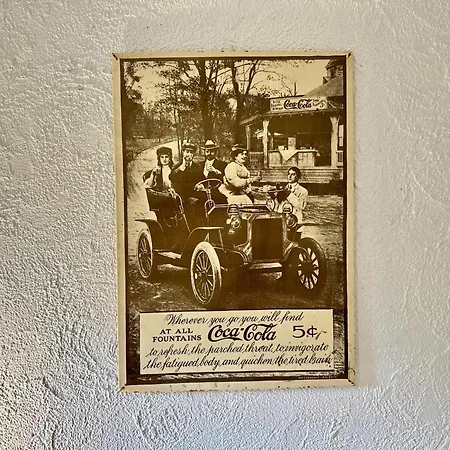 Coca-Cola 5¢
Wherever you go you will find
AT ALL
FOUNTAINS Coca-Cola 5¢
to refresh the parched throat, to invigorate
the fatigued body, and quicken the tired Brain.